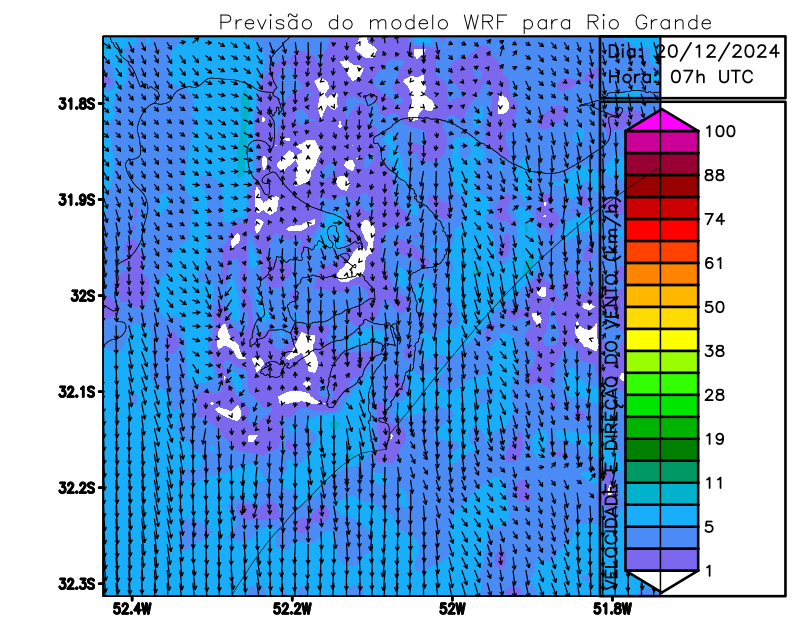 Previsão do modelo WRF para Rio Grande
Dia: 20/12/2024
Hora: 07h UTC
31.8S
31.9S
32S
32.1S
32.2S
32.3S
52.4W
52.2W
52W
51.8W
VELOCIDADE E DIREÇÃO DO VENTO (km/h)
100
88
74
61
50
38
28
19
11
5
1